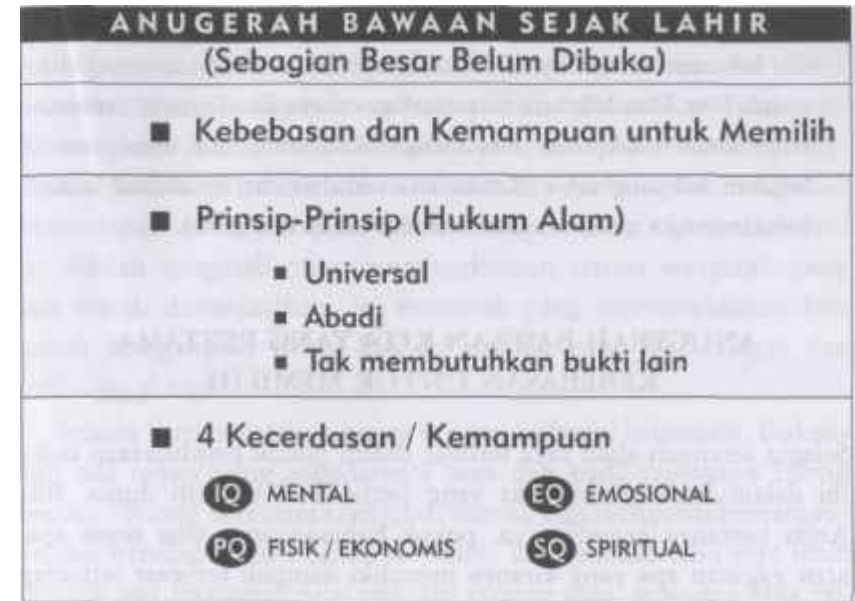 ANUGERAH BAWAAN SEJAK LAHIR
(Sebagian Besar Belum Dibuka)
■ Kebebasan dan Kemampuan untuk Memilih
■ Prinsip-Prinsip (Hukum Alam)
▪ Universal
▪ Abadi
▪ Tak membutuhkan bukti lain
■ 4 Kecerdasan / Kemampuan
IQ MENTAL EQ EMOSIONAL
PQ FISIK / EKONOMIS SQ SPIRITUAL